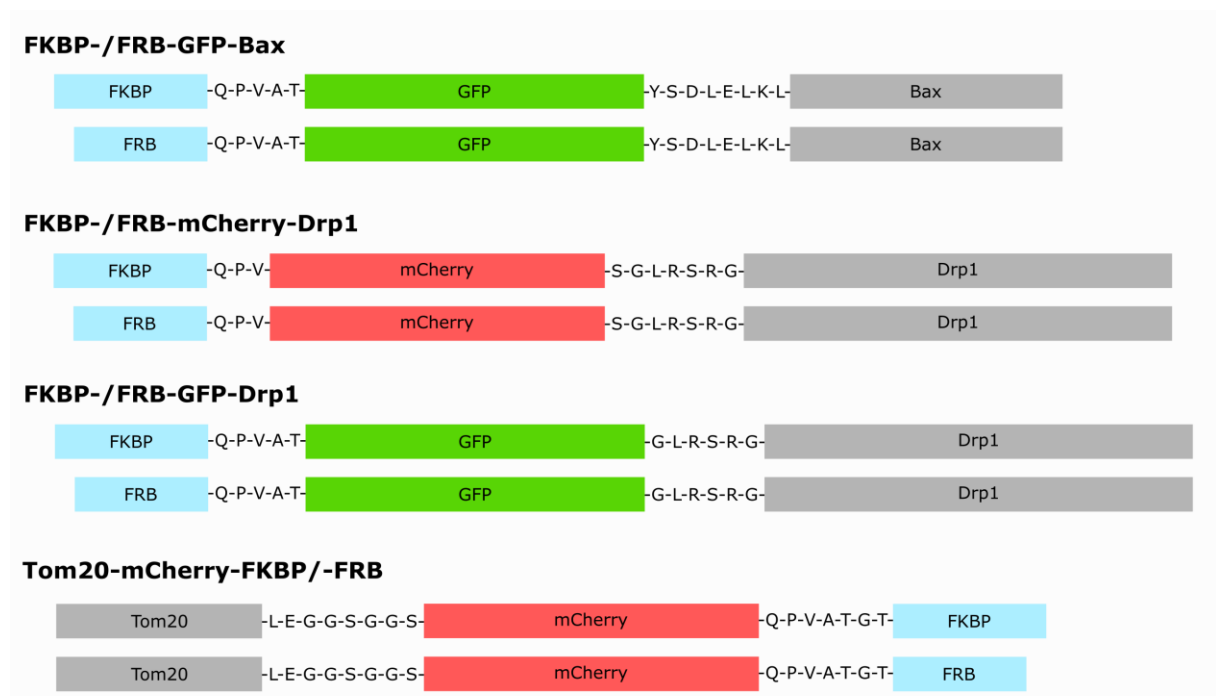 FKBP-/FRB-GFP-Bax
FKBP -Q-P-V-A-T- GFP -Y-S-D-L-E-L-K-L- Bax
FRB -Q-P-V-A-T- GFP -Y-S-D-L-E-L-K-L- Bax
FKBP-/FRB-mCherry-Drp1
FKBP -Q-P-V- mCherry -S-G-L-R-S-R-G- Drp1
FRB -Q-P-V- mCherry -S-G-L-R-S-R-G- Drp1
FKBP-/FRB-GFP-Drp1
FKBP -Q-P-V-A-T- GFP -G-L-R-S-R-G- Drp1
FRB -Q-P-V-A-T- GFP -G-L-R-S-R-G- Drp1
Tom20-mCherry-FKBP/-FRB
Tom20 -L-E-G-G-S-G-G-S- mCherry -Q-P-V-A-T-G-T- FKBP
Tom20 -L-E-G-G-S-G-G-S- mCherry -Q-P-V-A-T-G-T- FRB